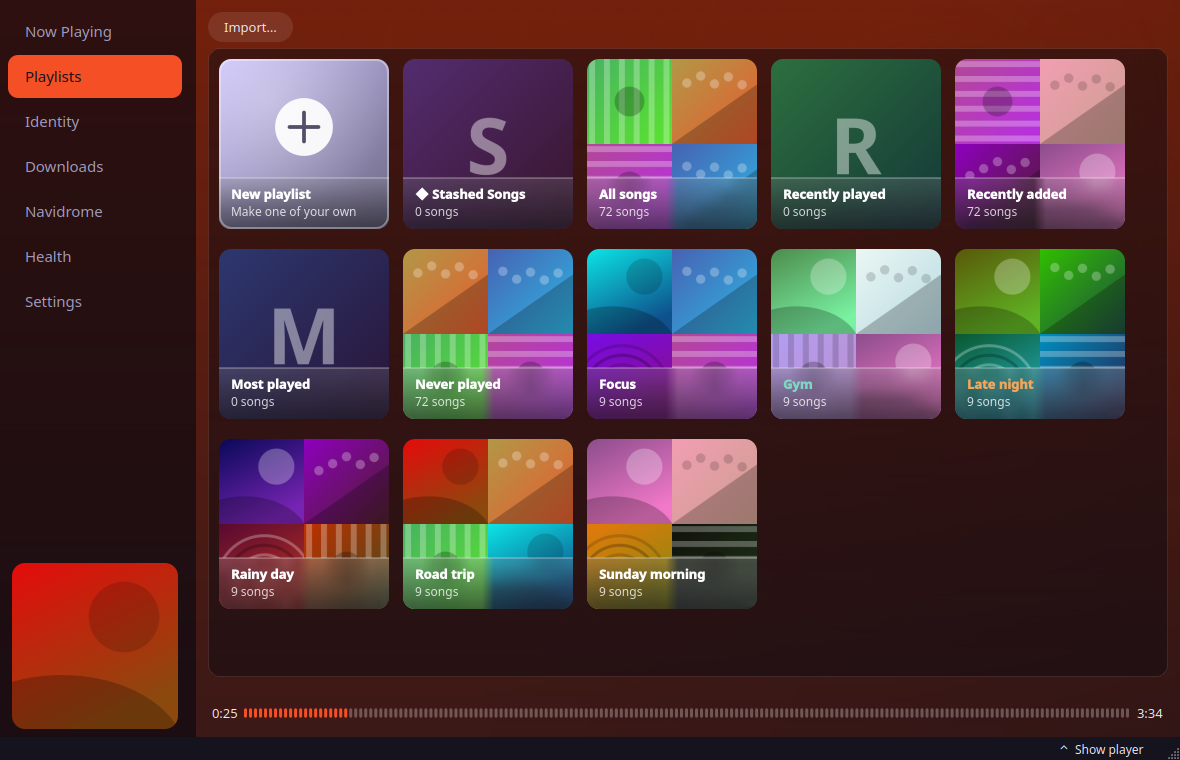 Now Playing
Playlists
Identity
Downloads
Navidrome
Health
Settings
Import...
New playlist
Make one of your own
S
◆ Stashed Songs
0 songs
All songs
72 songs
R
Recently played
0 songs
Recently added
72 songs
M
Most played
0 songs
Never played
72 songs
Focus
9 songs
Gym
9 songs
Late night
9 songs
Rainy day
9 songs
Road trip
9 songs
Sunday morning
9 songs
0:25
3:34
Show player